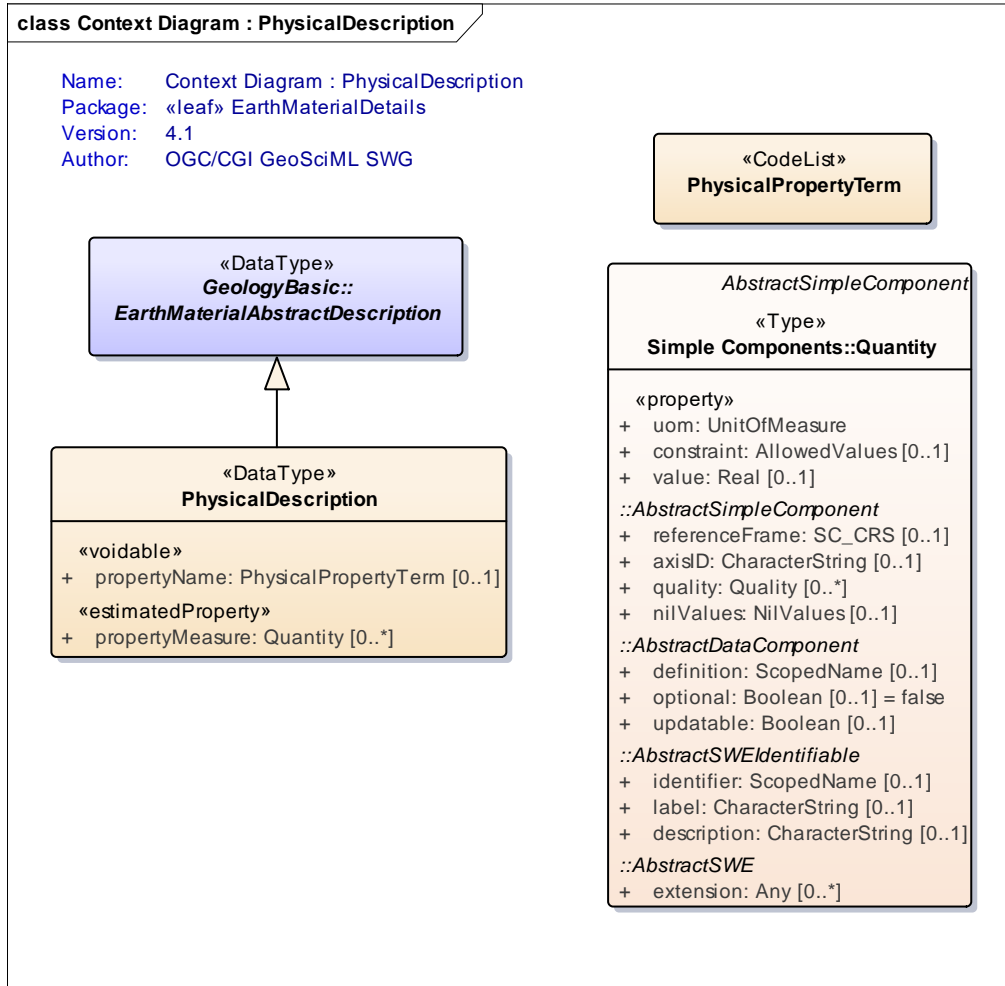 class Context Diagram : PhysicalDescription
Name: Context Diagram : PhysicalDescription
Package: «leaf» EarthMaterialDetails
Version: 4.1
Author: OGC/CGI GeoSciML SWG
«CodeList»
PhysicalPropertyTerm
«DataType»
GeologyBasic::
EarthMaterialAbstractDescription
«DataType»
PhysicalDescription
«voidable»
+ propertyName: PhysicalPropertyTerm [0..1]
«estimatedProperty»
+ propertyMeasure: Quantity [0..*]
AbstractSimpleComponent
«Type»
Simple Components::Quantity
«property»
+ uom: UnitOfMeasure
+ constraint: AllowedValues [0..1]
+ value: Real [0..1]
::AbstractSimpleComponent
+ referenceFrame: SC_CRS [0..1]
+ axisID: CharacterString [0..1]
+ quality: Quality [0..*]
+ nilValues: NilValues [0..1]
::AbstractDataComponent
+ definition: ScopedName [0..1]
+ optional: Boolean [0..1] = false
+ updatable: Boolean [0..1]
::AbstractSWEIdentifiable
+ identifier: ScopedName [0..1]
+ label: CharacterString [0..1]
+ description: CharacterString [0..1]
::AbstractSWE
+ extension: Any [0..*]